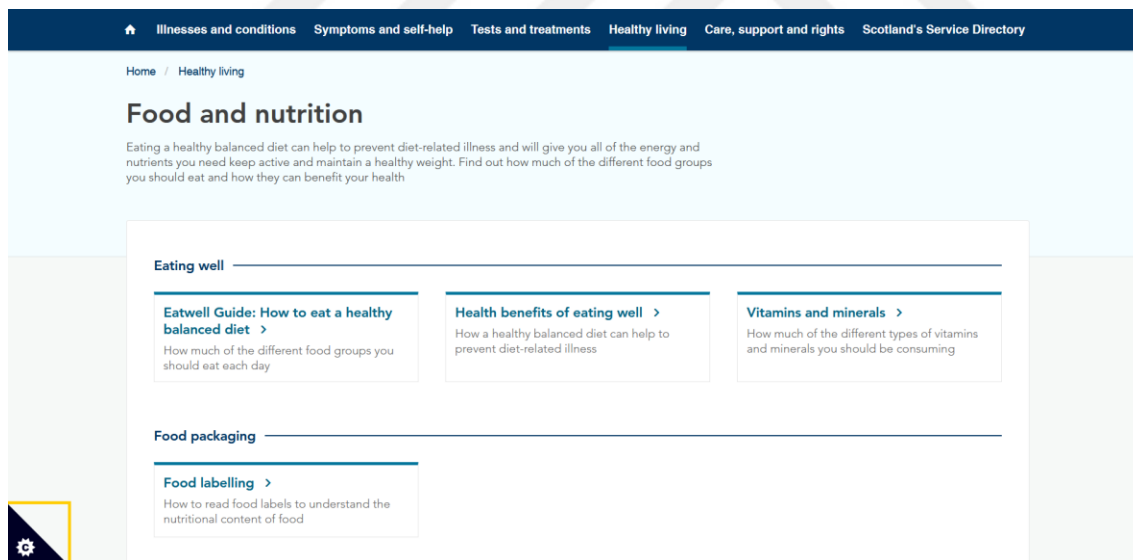 Illnesses and conditions Symptoms and self-help Tests and treatments Healthy living Care, support and rights Scotland's Service Directory
Home / Healthy living
Food and nutrition
Eating a healthy balanced diet can help to prevent diet-related illness and will give you all of the energy and
nutrients you need keep active and maintain a healthy weight. Find out how much of the different food groups
you should eat and how they can benefit your health
Eating well
Eatwell Guide: How to eat a healthy
balanced diet >
How much of the different food groups you
should eat each day
Health benefits of eating well >
How a healthy balanced diet can help to
prevent diet-related illness
Vitamins and minerals >
How much of the different types of vitamins
and minerals you should be consuming
Food packaging
Food labelling >
How to read food labels to understand the
nutritional content of food